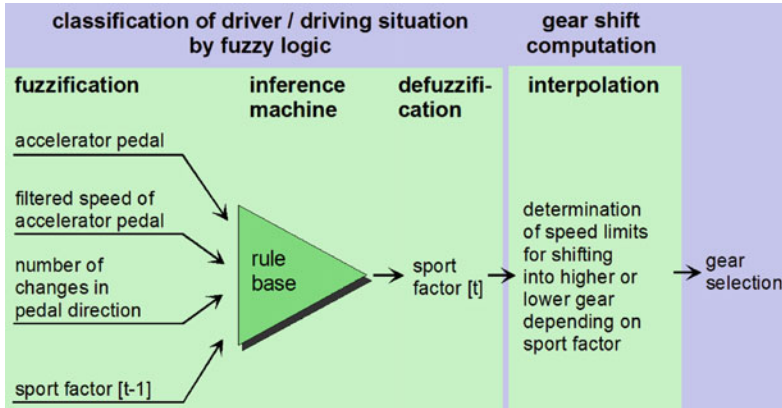 classification of driver / driving situation
by fuzzy logic
gear shift
computation
fuzzification
inference
machine
defuzzifi-
cation
interpolation
accelerator pedal
filtered speed of
accelerator pedal
number of
changes in
pedal direction
sport factor [t-1]
rule
base
sport
factor [t]
determination
of speed limits
for shifting
into higher or
lower gear
depending on
sport factor
gear
selection